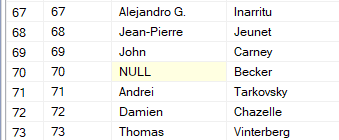 67 67 Alejandro G. Inarritu
68 68 Jean-Pierre Jeunet
69 69 John Carney
70 70 NULL Becker
71 71 Andrei Tarkovsky
72 72 Damien Chazelle
73 73 Thomas Vinterberg